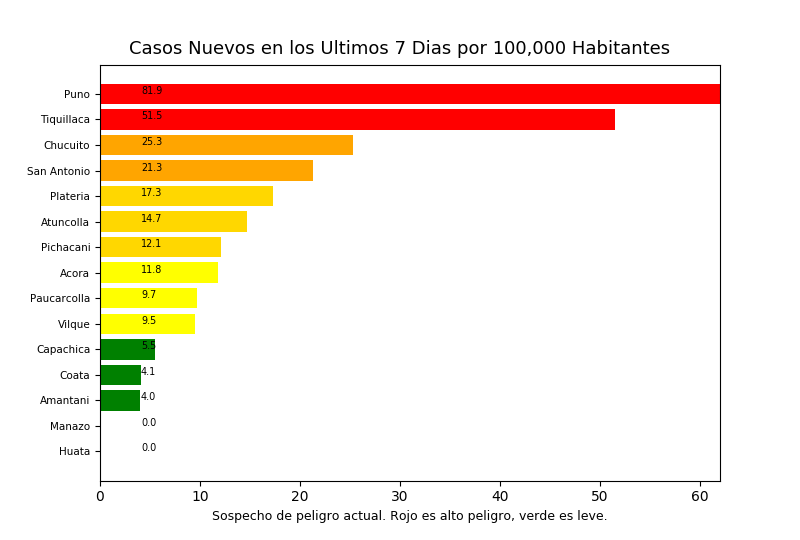 Casos Nuevos en los Ultimos 7 Dias por 100,000 Habitantes
Puno 81.9
Tiquillaca 51.5
Chucuito 25.3
San Antonio 21.3
Plateria 17.3
Atuncolla 14.7
Pichacani 12.1
Acora 11.8
Paucarcolla 9.7
Vilque 9.5
Capachica 5.5
Coata 4.1
Amantani 4.0
Manazo 0.0
Huata 0.0
0 10 20 30 40 50 60
Sospecho de peligro actual. Rojo es alto peligro, verde es leve.